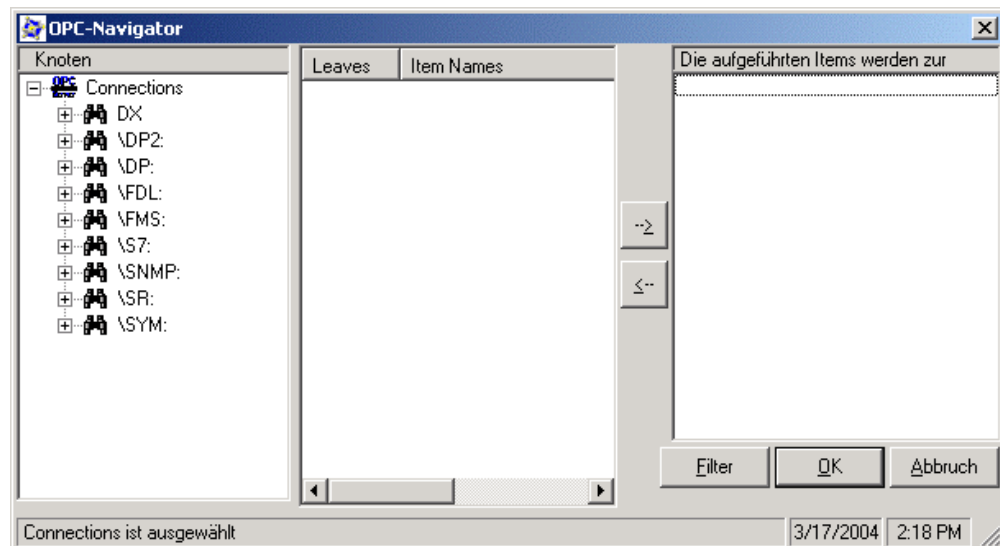 OPC-Navigator
Knoten
Leaves Item Names
Die aufgeführten Items werden zur
OPC
Connections
DX
\DP2:
\DP:
\FDL:
\FMS:
\S7:
\SNMP:
\SR:
\SYM:
-->
<--
Filter OK Abbruch
Connections ist ausgewählt 3/17/2004 2:18 PM